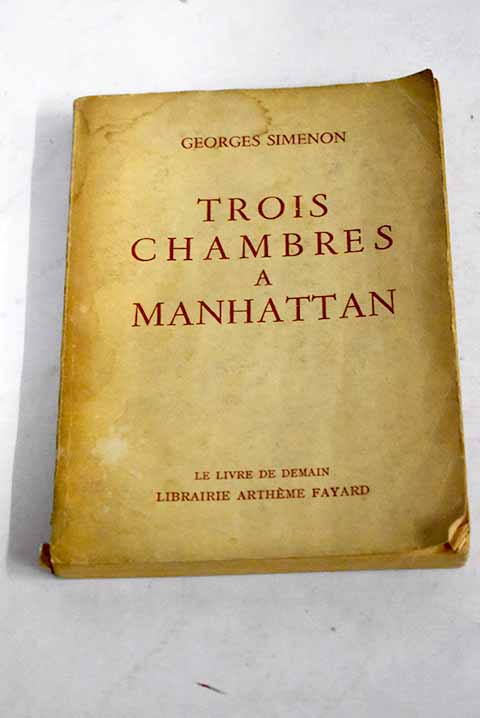 GEORGES SIMENON
TROIS
CHAMBRES
A
MANHATTAN
LE LIVRE DE DEMAIN
LIBRAIRIE ARTHÈME FAYARD